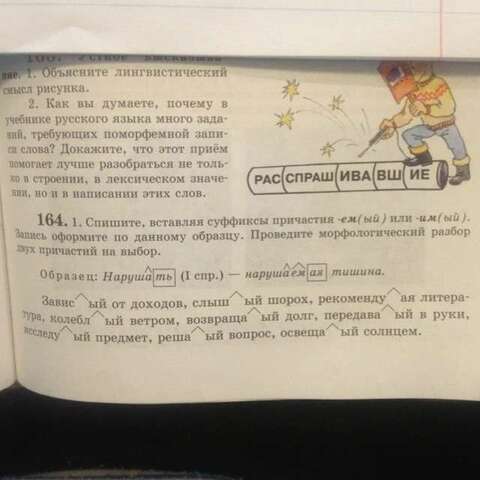 ние. 1. Объясните лингвистический
смысл рисунка.
2. Как вы думаете, почему в
учебнике русского языка много зада-
ний, требующих поморфемной запи-
си слова? Докажите, что этот приём
помогает лучше разобраться не толь-
ко в строении, в лексическом значе-
нии, но и в написании этих слов.
РАС СПРАШ ИВА ВШ ИЕ
164. 1. Спишите, вставляя суффиксы причастия -ем(ый) или -им(ый).
Запись оформите по данному образцу. Проведите морфологический разбор
двух причастий на выбор.
Образец: Нарушать (I спр.) — нарушаемая тишина.
Завис^ый от доходов, слыш^ый шорох, рекоменду^ая литера-
тура, колебл^ый ветром, возвраща^ый долг, передава^ый в руки,
исследу^ый предмет, реша^ый вопрос, освеща^ый солнцем.